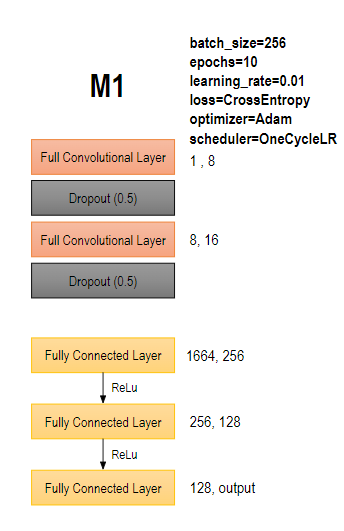 batch_size=256
epochs=10
M1
learning_rate=0.01
loss=CrossEntropy
optimizer=Adam
scheduler=OneCycleLR
Full Convolutional Layer 1 , 8
Dropout (0.5)
Full Convolutional Layer 8, 16
Dropout (0.5)
Fully Connected Layer 1664, 256
ReLu
Fully Connected Layer 256, 128
ReLu
Fully Connected Layer 128, output